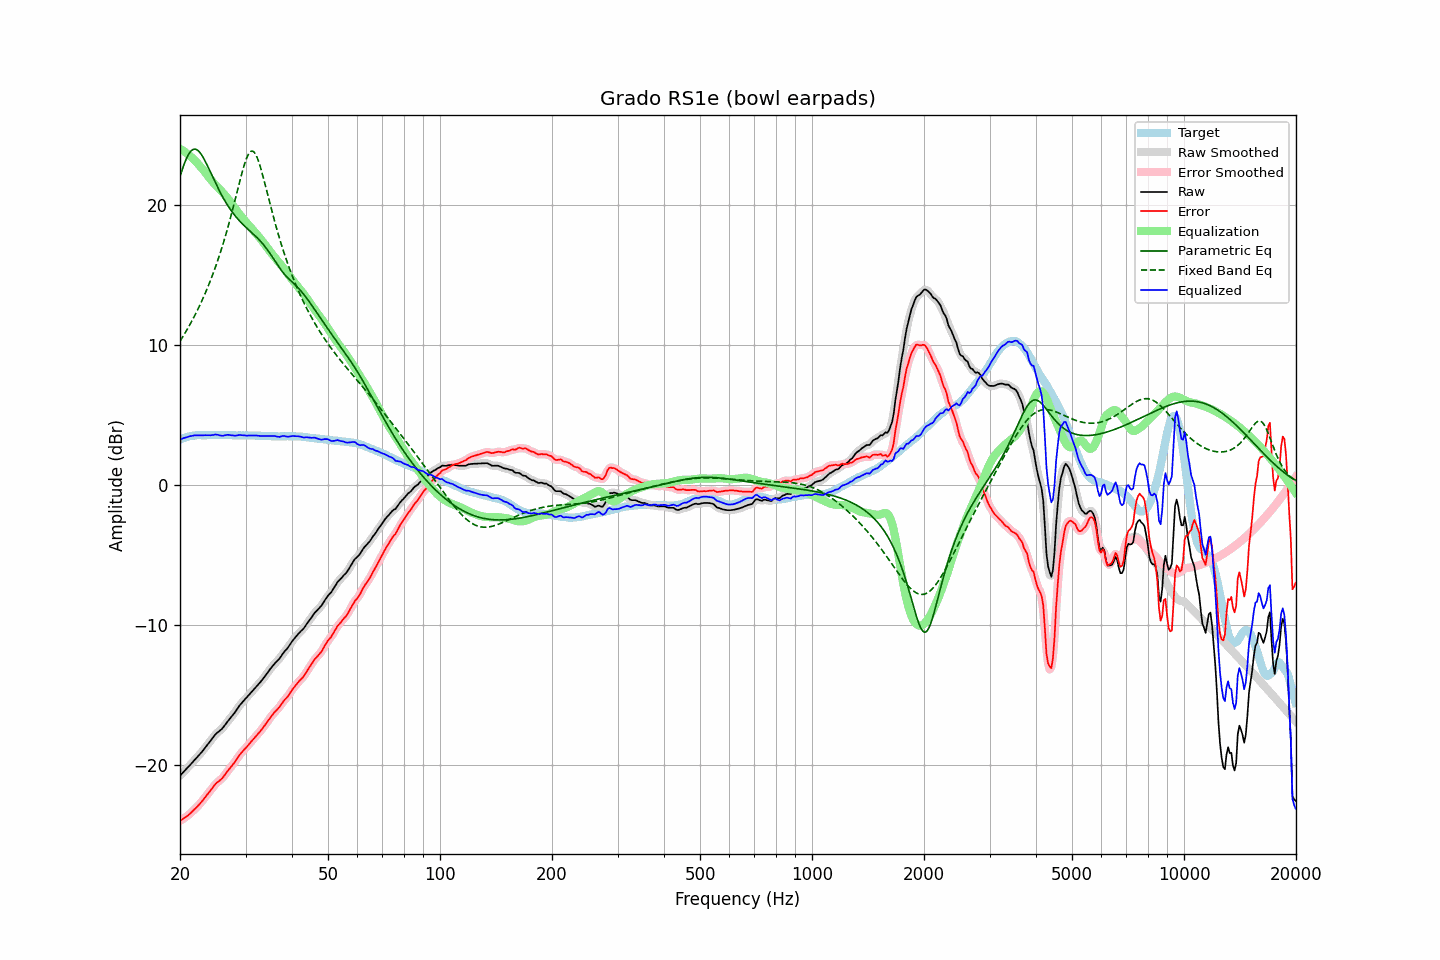 Grado RS1e (bowl earpads)
Target
Raw Smoothed
Error Smoothed
Raw
Error
Equalization
Parametric Eq
Fixed Band Eq
Equalized
Amplitude (dBr)
20
10
0
−10
−20
20 50 100 200 500 1000 2000 5000 10000 20000
Frequency (Hz)